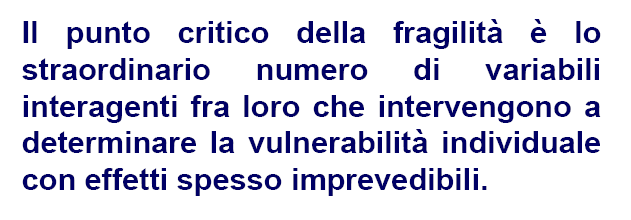 Il punto critico della fragilità è lo
straordinario numero di variabili
interagenti fra loro che intervengono a
determinare la vulnerabilità individuale
con effetti spesso imprevedibili.